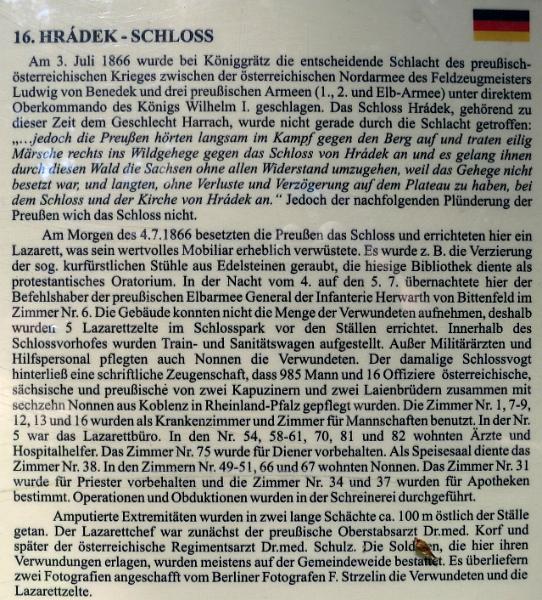 16. HRÁDEK - SCHLOSS
Am 3. Juli 1866 wurde bei Königgrätz die entscheidende Schlacht des preußisch-
österreichischen Krieges zwischen der österreichischen Nordarmee des Feldzeugmeisters
Ludwig von Benedek und drei preußischen Armeen (1., 2. und Elb-Armee) unter direktem
Oberkommando des Königs Wilhelm I. geschlagen. Das Schloss Hrádek, gehörend zu
dieser Zeit dem Geschlecht Harrach, wurde nicht gerade durch die Schlacht getroffen:
„…jedoch die Preußen hörten langsam im Kampf gegen den Berg auf und traten eilig
Märsche rechts ins Wildgehege gegan das Schloss von Hrádek an und es gelang ihnen
durch diesen Wald die Sachsen ohne allen Widerstand umzugehen, weil das Gehege nicht
besetzt war, und langten, ohne Verluste und Verzögerung auf dem Plateau zu haben, bei
dem Schloss und der Kirche von Hrádek an.“ Jedoch der nachfolgenden Plünderung der
Preußen wich das Schloss nicht.
Am Morgen des 4.7.1866 besetzten die Preußen das Schloss und errichteten hier ein
Lazarett, was sein wertvolles Mobiliar erheblich verwüstete. Es wurde z. B. die Verzierung
der sog. kurfürstlichen Stühle aus Edelsteinen geraubt, die hiesige Bibliothek diente als
protestantisches Oratorium. In der Nacht vom 4. auf den 5. 7. übernachtete hier der
Befehlshaber der preußischen Elbarmee General der Infanterie Herwarth von Bittenfeld im
Zimmer Nr. 6. Die Gebäude konnten nicht die Menge der Verwundeten aufnehmen, deshalb
wurden 5 Lazarettzelte im Schlosspark vor den Ställen errichtet. Innerhalb des
Schlossvorhofes wurden Train- und Sanitätswagen aufgestellt. Außer Militärärzten und
Hilfspersonal pflegten auch Nonnen die Verwundeten. Der damalige Schlossvogt
hinterließ eine schriftliche Zeugenschaft, dass 985 Mann und 16 Offiziere österreichische,
sächsische und preußische von zwei Kapuzinern und zwei Laienbrüdern zusammen mit
sechzehn Nonnen aus Koblenz in Rheinland-Pfalz gepflegt wurden. Die Zimmer Nr. 1, 7-9,
12, 13 und 16 wurden als Krankenzimmer und Zimmer für Mannschaften benutzt. In der Nr.
5 war das Lazarettbüro. In den Nr. 54, 58-61, 70, 81 und 82 wohnten Ärzte und
Hospitalhelfer. Das Zimmer Nr. 75 wurde für Diener vorbehalten. Als Speisesaal diente das
Zimmer Nr. 38. In den Zimmern Nr. 49-51, 66 und 67 wohnten Nonnen. Das Zimmer Nr. 31
wurde für Priester vorbehalten und die Zimmer Nr. 34 und 37 wurden für Apotheken
bestimmt. Operationen und Obduktionen wurden in der Schreinerei durchgeführt.
Amputierte Extremitäten wurden in zwei lange Schächte ca. 100 m östlich der Ställe
getan. Der Lazarettchef war zunächst der preußische Oberstabsarzt Dr.med. Korf und
später der österreichische Regimentsarzt Dr.med. Schulz. Die Soldaten, die hier ihren
Verwundungen erlagen, wurden meistens auf der Gemeindeweide bestattet. Es überliefern
zwei Fotografien angeschafft vom Berliner Fotografen F. Strzelin die Verwundeten und die
Lazarettzelte.